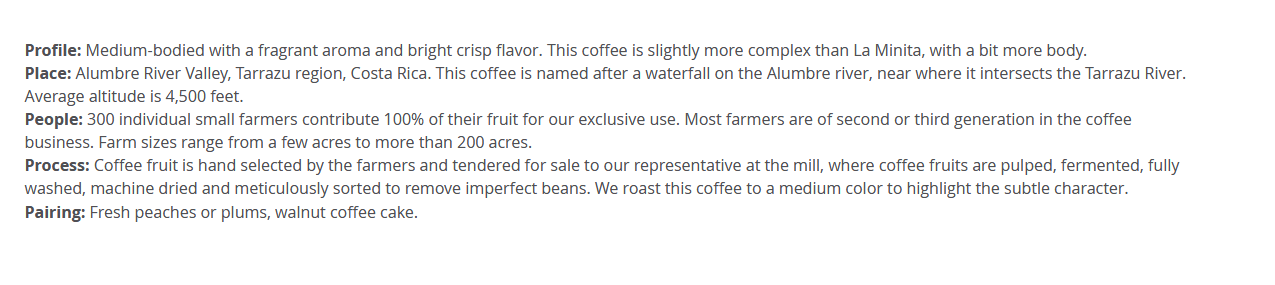 Profile: Medium-bodied with a fragrant aroma and bright crisp flavor. This coffee is slightly more complex than La Minita, with a bit more body.
Place: Alumbre River Valley, Tarrazu region, Costa Rica. This coffee is named after a waterfall on the Alumbre river, near where it intersects the Tarrazu River.
Average altitude is 4,500 feet.
People: 300 individual small farmers contribute 100% of their fruit for our exclusive use. Most farmers are of second or third generation in the coffee
business. Farm sizes range from a few acres to more than 200 acres.
Process: Coffee fruit is hand selected by the farmers and tendered for sale to our representative at the mill, where coffee fruits are pulped, fermented, fully
washed, machine dried and meticulously sorted to remove imperfect beans. We roast this coffee to a medium color to highlight the subtle character.
Pairing: Fresh peaches or plums, walnut coffee cake.